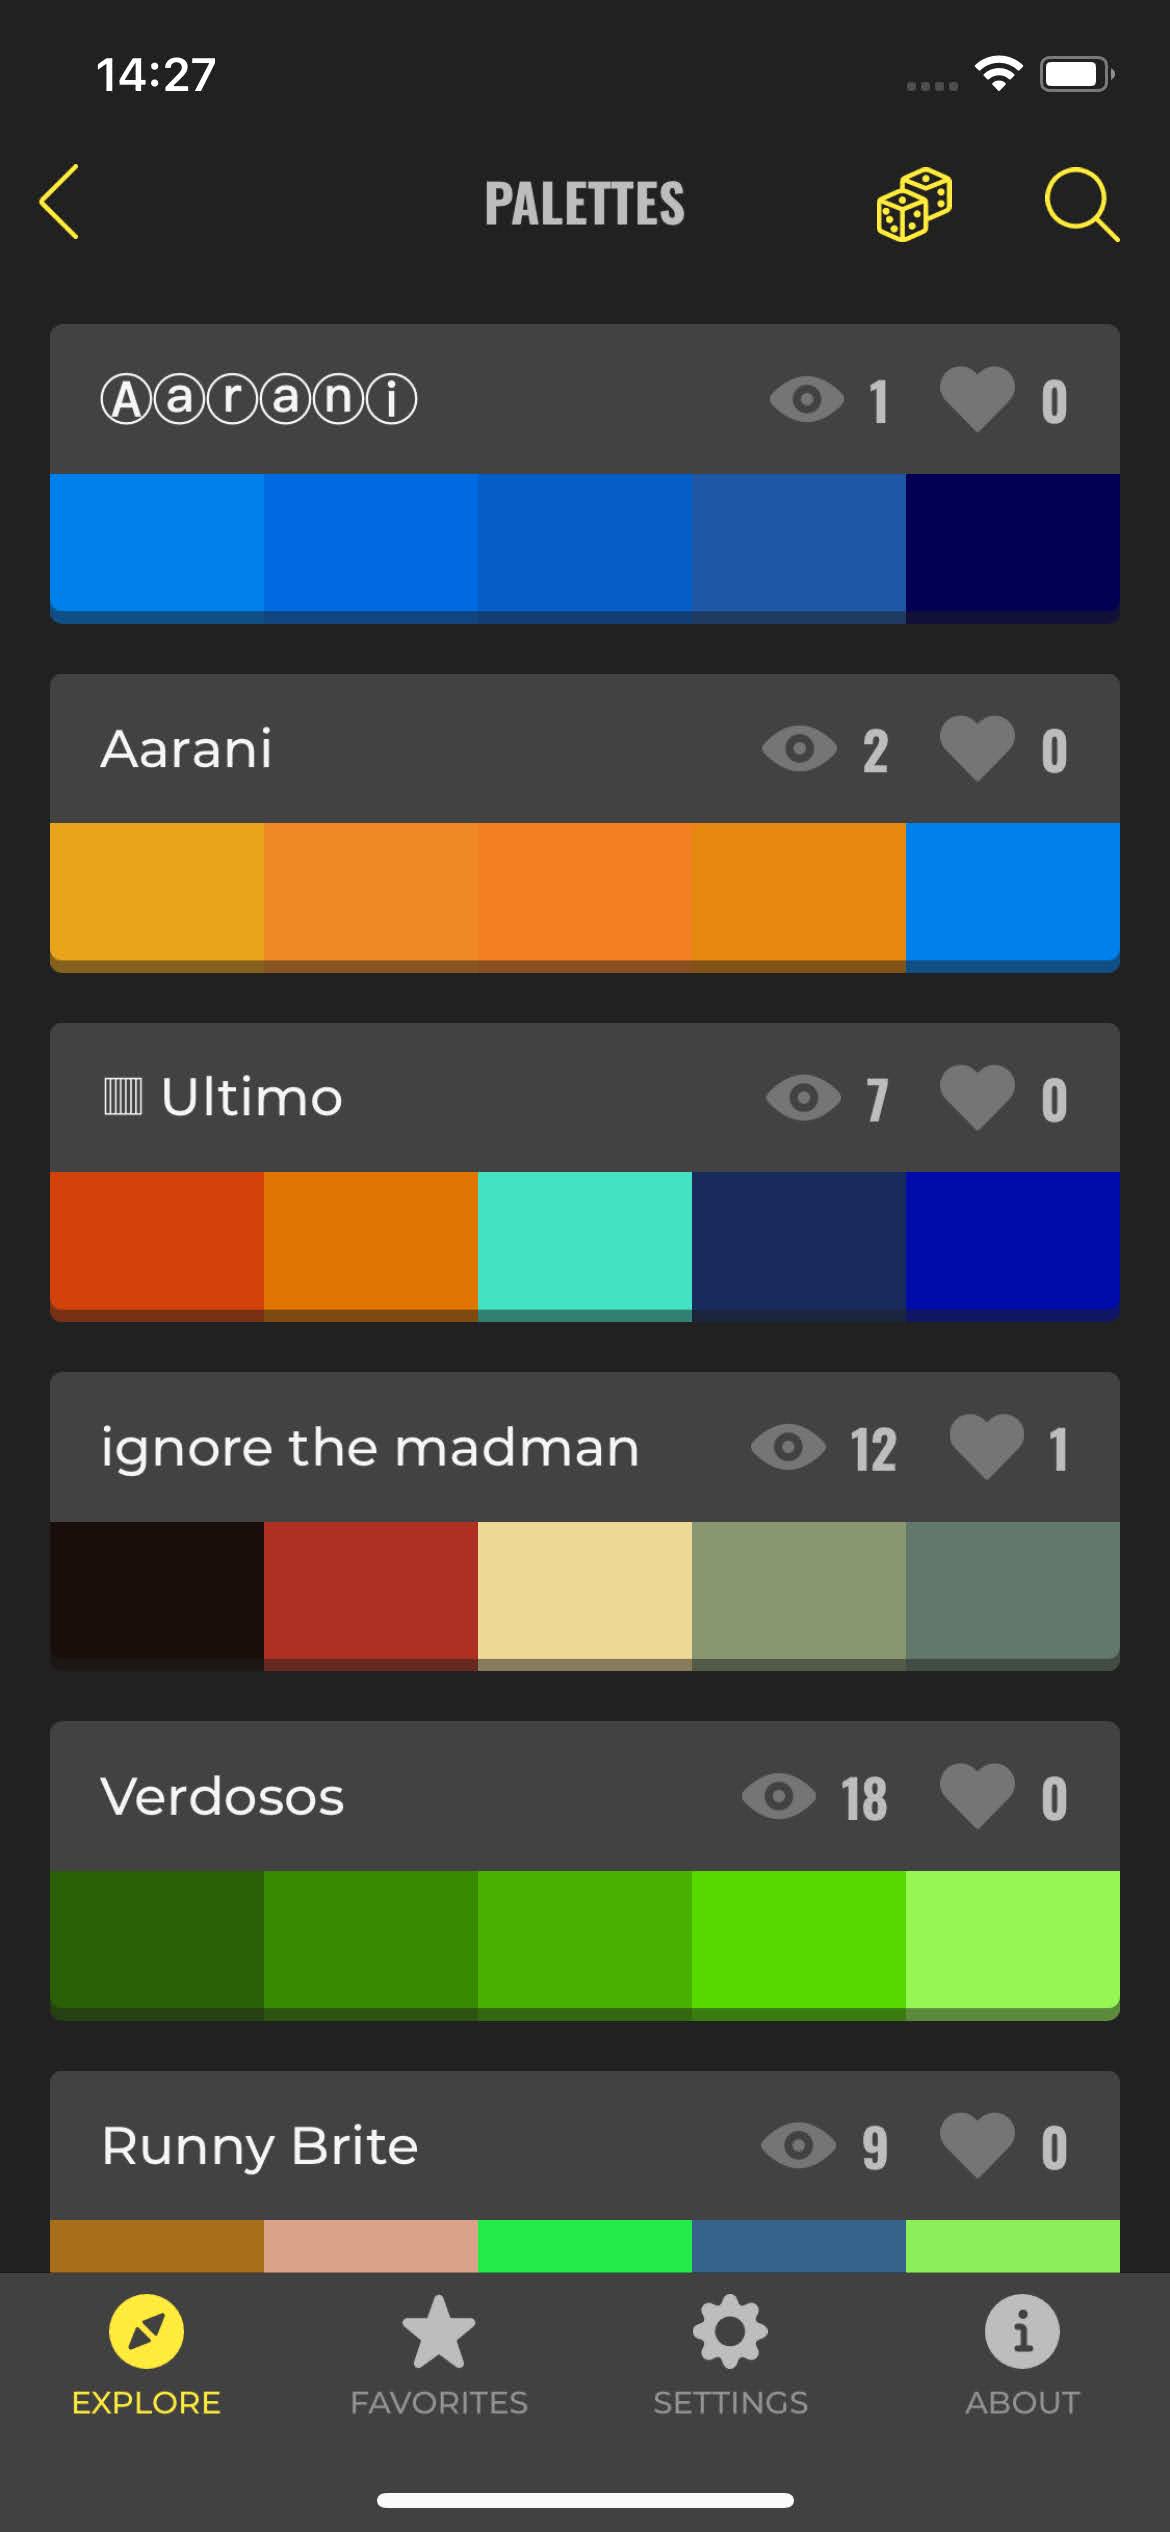 14:27
PALETTES
Ⓐⓐⓡⓐⓝⓘ 1 0
Aarani 2 0
▥ Ultimo 7 0
ignore the madman 12 1
Verdosos 18 0
Runny Brite 9 0
EXPLORE FAVORITES SETTINGS ABOUT